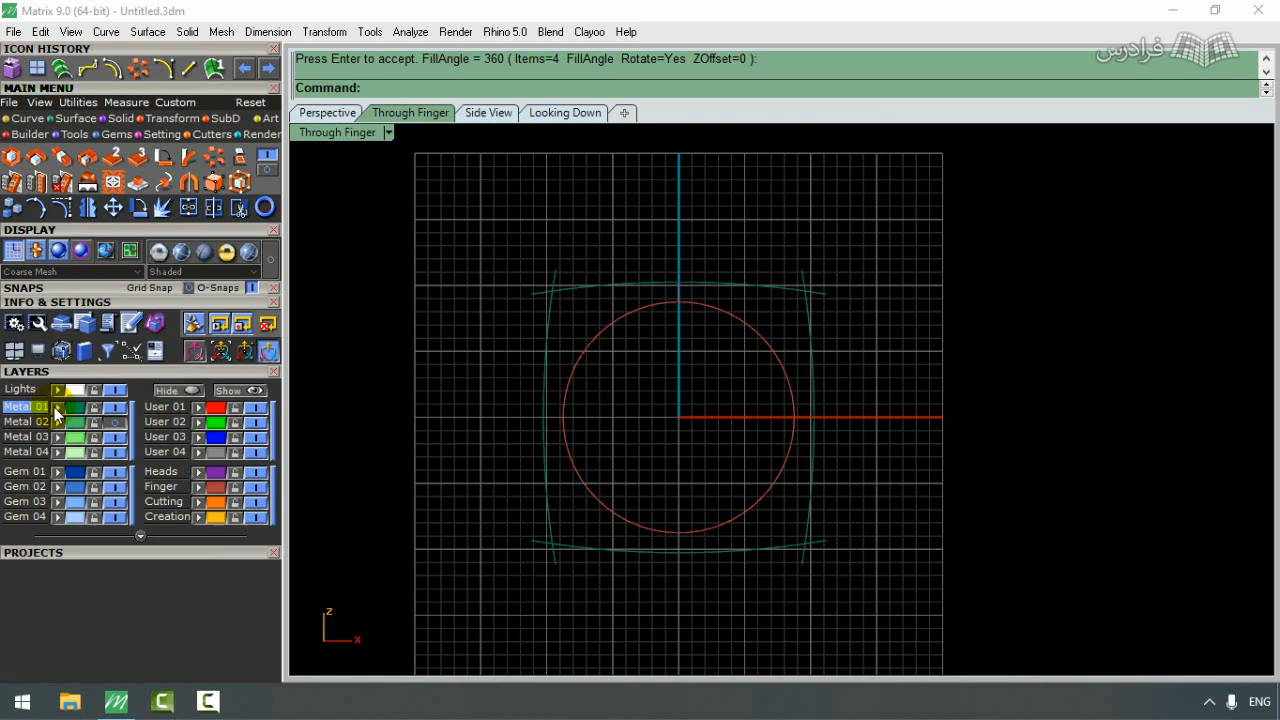 Matrix 9.0 (64-bit) - Untitled.3dm
File Edit View Curve Surface Solid Mesh Dimension Transform Tools Analyze Render Rhino 5.0 Blend Clayoo Help
ICON HISTORY
Press Enter to accept. FillAngle = 360 ( Items=4 FillAngle Rotate=Yes ZOffset=0 ):
فرادرس
MAIN MENU
Command:
File View Utilities Measure Custom Reset
Perspective Through Finger Side View Looking Down
Curve Surface Solid Transform SubD Art
Builder Tools Gems Setting Cutters Render
Through Finger
DISPLAY
Coarse Mesh Shaded
SNAPS Grid Snap O-Snaps
INFO & SETTINGS
LAYERS
Lights Hide Show
Metal 01 User 01
Metal 02 User 02
Metal 03 User 03
Metal 04 User 04
Gem 01 Heads
Gem 02 Finger
Gem 03 Cutting
Gem 04 Creation
PROJECTS
z
x
ENG